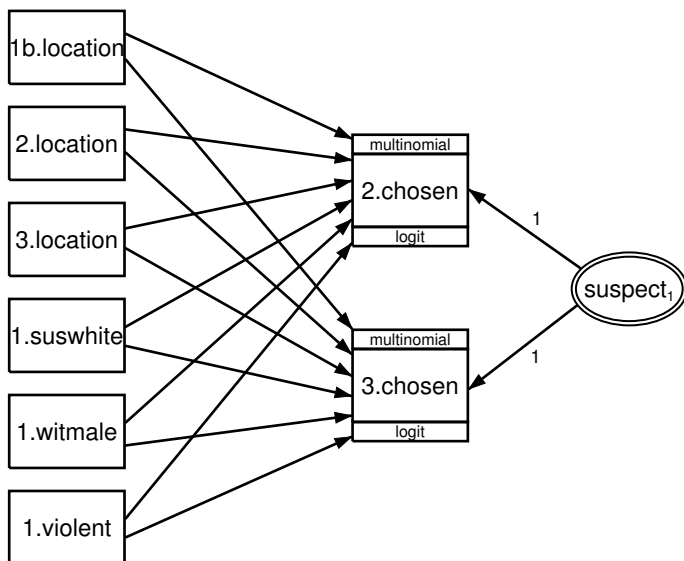 1b.location
2.location
3.location
1.suswhite
1.witmale
1.violent
multinomial
2.chosen
logit
multinomial
3.chosen
logit
1
1
suspect₁